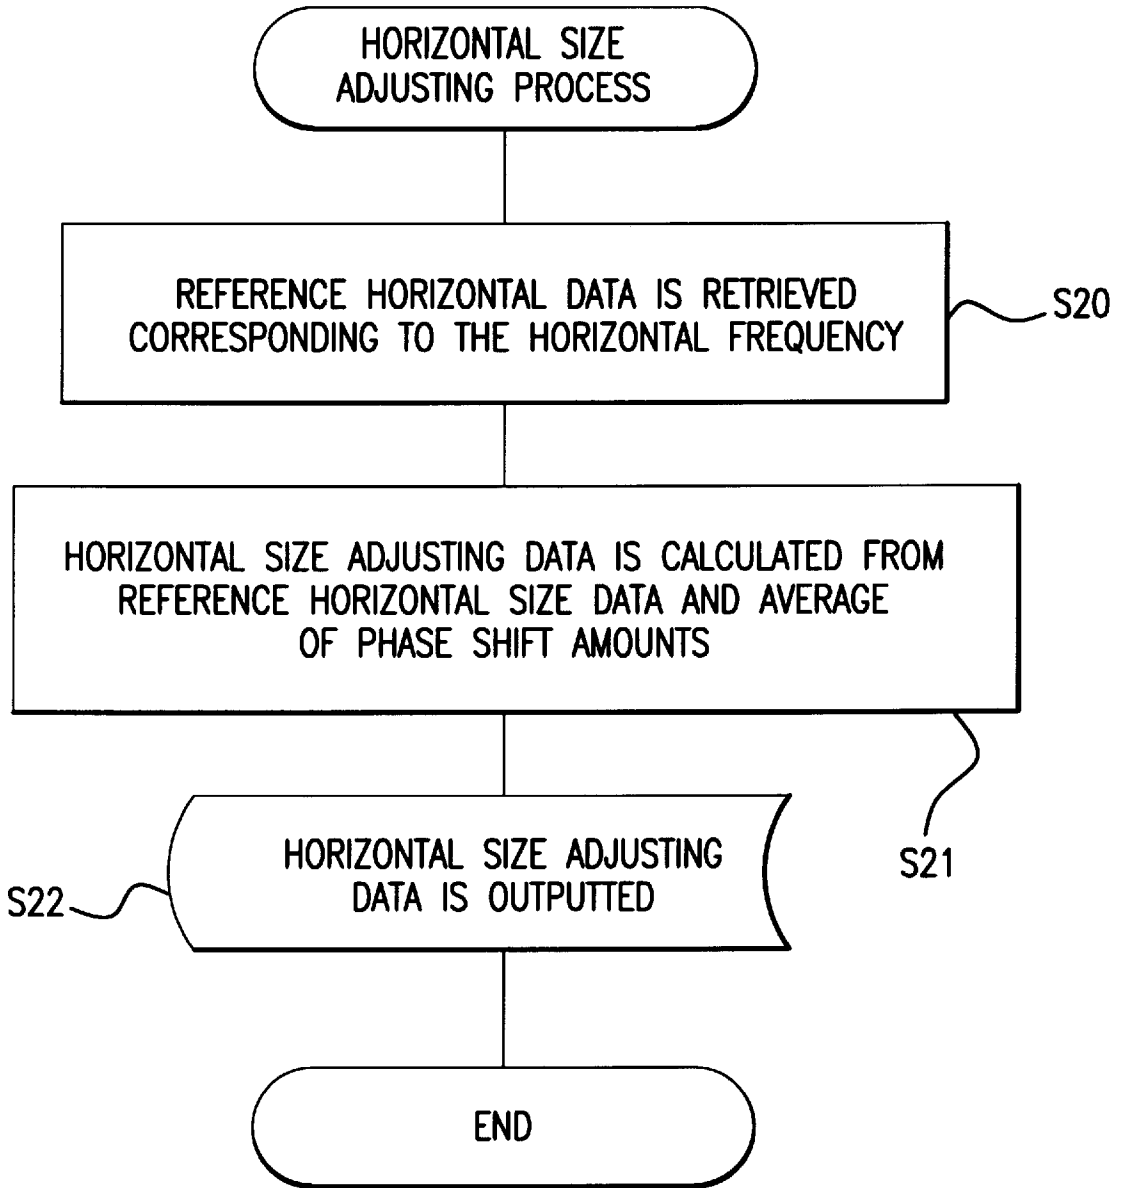 HORIZONTAL SIZE
ADJUSTING PROCESS
REFERENCE HORIZONTAL DATA IS RETRIEVED
CORRESPONDING TO THE HORIZONTAL FREQUENCY
S20
HORIZONTAL SIZE ADJUSTING DATA IS CALCULATED FROM
REFERENCE HORIZONTAL SIZE DATA AND AVERAGE
OF PHASE SHIFT AMOUNTS
S21
HORIZONTAL SIZE ADJUSTING
DATA IS OUTPUTTED
S22
END